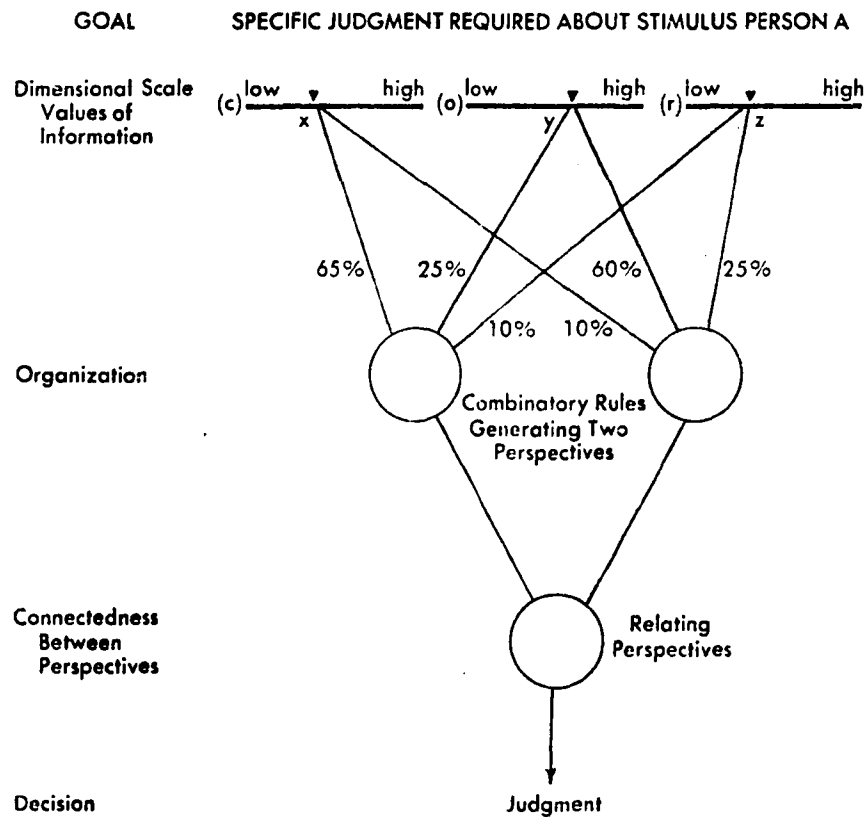 GOAL SPECIFIC JUDGMENT REQUIRED ABOUT STIMULUS PERSON A
Dimensional Scale
Values of
Information
(c) low high (o) low high (r) low high
x y z
65% 25% 60% 25%
10% 10%
Organization
Combinatory Rules
Generating Two
Perspectives
Connectedness
Between
Perspectives
Relating
Perspectives
Decision Judgment